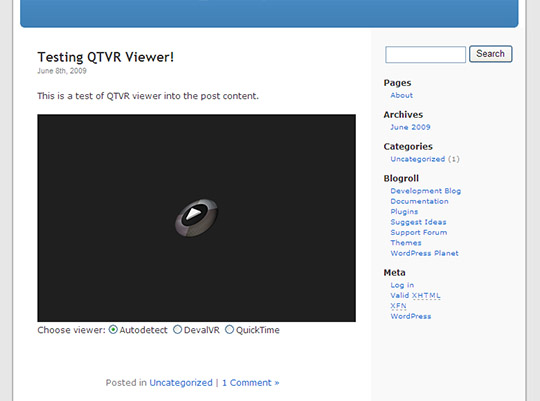 Testing QTVR Viewer!
June 8th, 2009
This is a test of QTVR viewer into the post content.
Choose viewer: Autodetect DevalVR QuickTime
Posted in Uncategorized | 1 Comment »
Search
Pages
About
Archives
June 2009
Categories
Uncategorized (1)
Blogroll
Development Blog
Documentation
Plugins
Suggest Ideas
Support Forum
Themes
WordPress Planet
Meta
Log in
Valid XHTML
XFN
WordPress